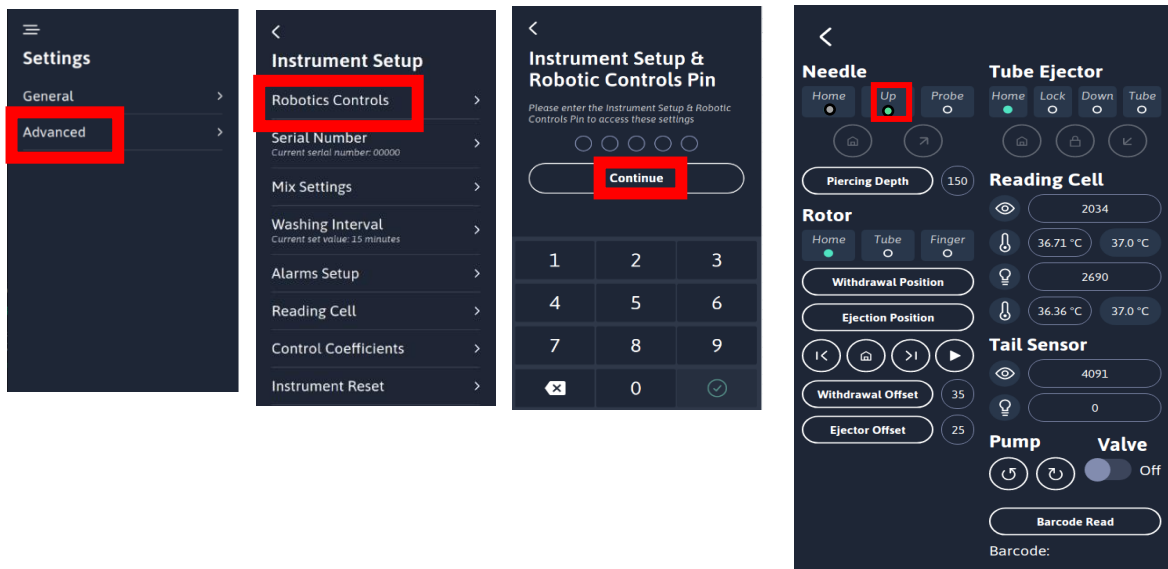 Settings
General
Advanced
Instrument Setup
Robotics Controls
Serial Number
Current serial number: 00000
Mix Settings
Washing Interval
Current set value: 15 minutes
Alarms Setup
Reading Cell
Control Coefficients
Instrument Reset
Instrument Setup &
Robotic Controls Pin
Please enter the Instrument Setup & Robotic
Controls Pin to access these settings
Continue
1 2 3
4 5 6
7 8 9
0
Needle
Home Up Probe
Piercing Depth 150
Rotor
Home Tube Finger
Withdrawal Position
Ejection Position
Withdrawal Offset 35
Ejector Offset 25
Tube Ejector
Home Lock Down Tube
Reading Cell
2034
36.71 °C 37.0 °C
2690
36.36 °C 37.0 °C
Tail Sensor
4091
0
Pump Valve
Off
Barcode Read
Barcode: